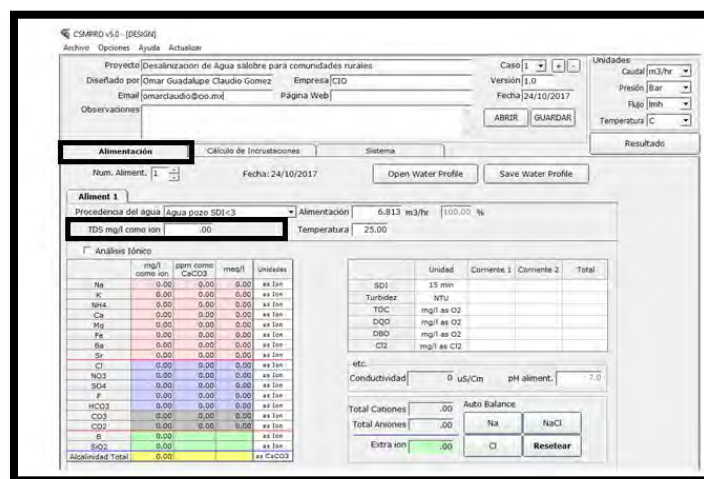 CSMPRO v5.0 - [DESIGN]
Archivo Opciones Ayuda Actualizar
Proyecto Desalinizacion de Agua salobre para comunidades rurales Caso 1 + -
Diseñado por Omar Guadalupe Claudio Gomez Empresa CIO Versión 1.0
Email omarclaudio@cio.mx Página Web Fecha 24/10/2017
Observaciones ABRIR GUARDAR
Unidades
Caudal m3/hr
Presión Bar
Flujo lmh
Temperatura C
Resultado
Alimentación Cálculo de Incrustaciones Sistema
Num. Aliment. 1 Fecha: 24/10/2017 Open Water Profile Save Water Profile
Aliment 1
Procedencia del agua Agua pozo SDI<3 Alimentación 6.813 m3/hr 100.00 %
TDS mg/l como ion .00 Temperatura 25.00
Análisis Iónico
mg/l como ion ppm como CaCO3 meq/l Unidades
Na 0.00 0.00 0.00 as Ion
K 0.00 0.00 0.00 as Ion
NH4 0.00 0.00 0.00 as Ion
Ca 0.00 0.00 0.00 as Ion
Mg 0.00 0.00 0.00 as Ion
Fe 0.00 0.00 0.00 as Ion
Ba 0.00 0.00 0.00 as Ion
Sr 0.00 0.00 0.00 as Ion
Cl 0.00 0.00 0.00 as Ion
NO3 0.00 0.00 0.00 as Ion
SO4 0.00 0.00 0.00 as Ion
F 0.00 0.00 0.00 as Ion
HCO3 0.00 0.00 0.00 as Ion
CO3 0.00 0.00 0.00 as Ion
CO2 0.00 0.00 0.00 as Ion
B 0.00 as Ion
SiO2 0.00 as Ion
Alcalinidad Total 0.00 as CaCO3
Unidad Corriente 1 Corriente 2 Total
SDI 15 min
Turbidez NTU
TOC mg/l as O2
DQO mg/l as O2
DBO mg/l as O2
Cl2 mg/l as Cl2
etc.
Conductividad 0 uS/Cm pH aliment. 7.0
Total Cationes .00 Auto Balance
Total Aniones .00 Na NaCl
Extra ion .00 Cl Resetear